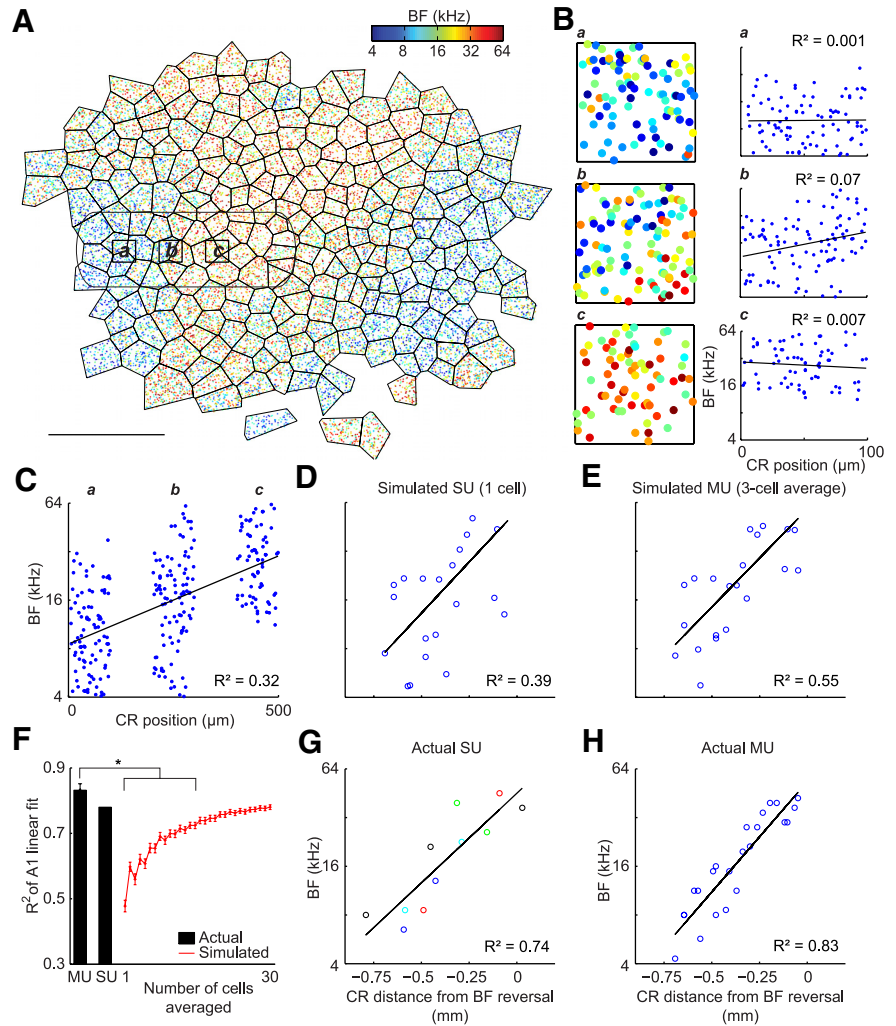 A
BF (kHz)
4 8 16 32 64
a b c
B
a
a
R² = 0.001
b
b
R² = 0.07
c
c
R² = 0.007
64
16
4
BF (kHz)
0 100
CR position (µm)
C
a b c
64
16
4
BF (kHz)
R² = 0.32
0 500
CR position (µm)
D
Simulated SU (1 cell)
R² = 0.39
E
Simulated MU (3-cell average)
R² = 0.55
F
*
0.9
0.7
0.5
0.3
R² of A1 linear fit
Actual
Simulated
MU SU 1 30
Number of cells
averaged
G
Actual SU
64
16
4
BF (kHz)
R² = 0.74
−0.75 −0.5 −0.25 0
CR distance from BF reversal
(mm)
H
Actual MU
64
16
4
BF (kHz)
R² = 0.83
−0.75 −0.5 −0.25 0
CR distance from BF reversal
(mm)